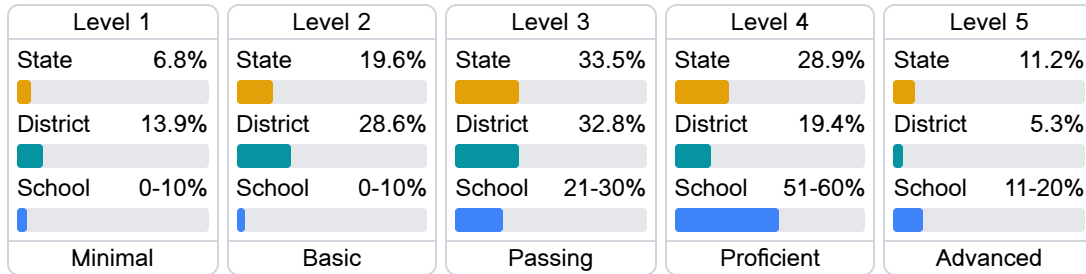 Level 1
State 6.8%
District 13.9%
School 0-10%
Minimal
Level 2
State 19.6%
District 28.6%
School 0-10%
Basic
Level 3
State 33.5%
District 32.8%
School 21-30%
Passing
Level 4
State 28.9%
District 19.4%
School 51-60%
Proficient
Level 5
State 11.2%
District 5.3%
School 11-20%
Advanced